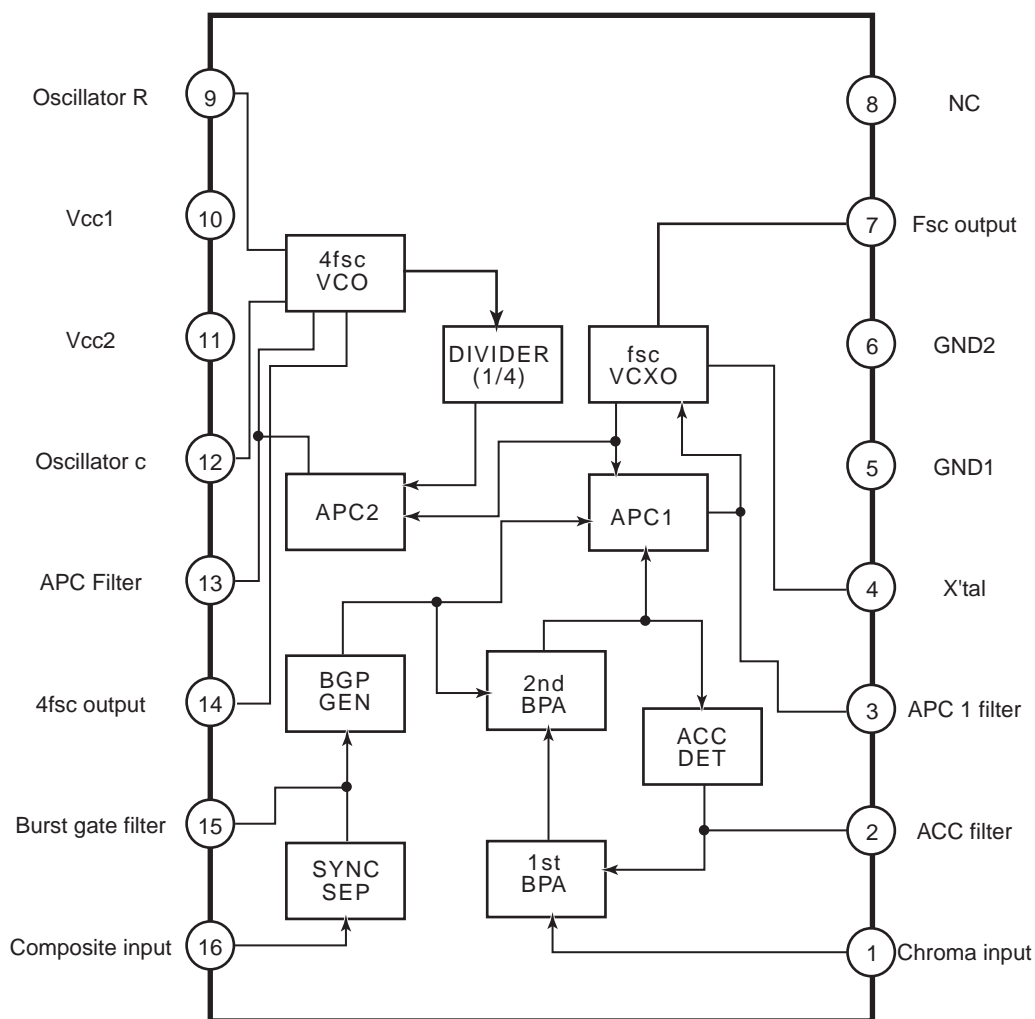 Oscillator R
9
8
NC
Vcc1
10
7
Fsc output
4fsc
VCO
Vcc2
11
DIVIDER
(1/4)
fsc
VCXO
6
GND2
Oscillator c
12
APC2
APC1
5
GND1
APC Filter
13
4
X'tal
4fsc output
14
BGP
GEN
2nd
BPA
3
APC 1 filter
ACC
DET
Burst gate filter
15
2
ACC filter
SYNC
SEP
1st
BPA
Composite input
16
1
Chroma input